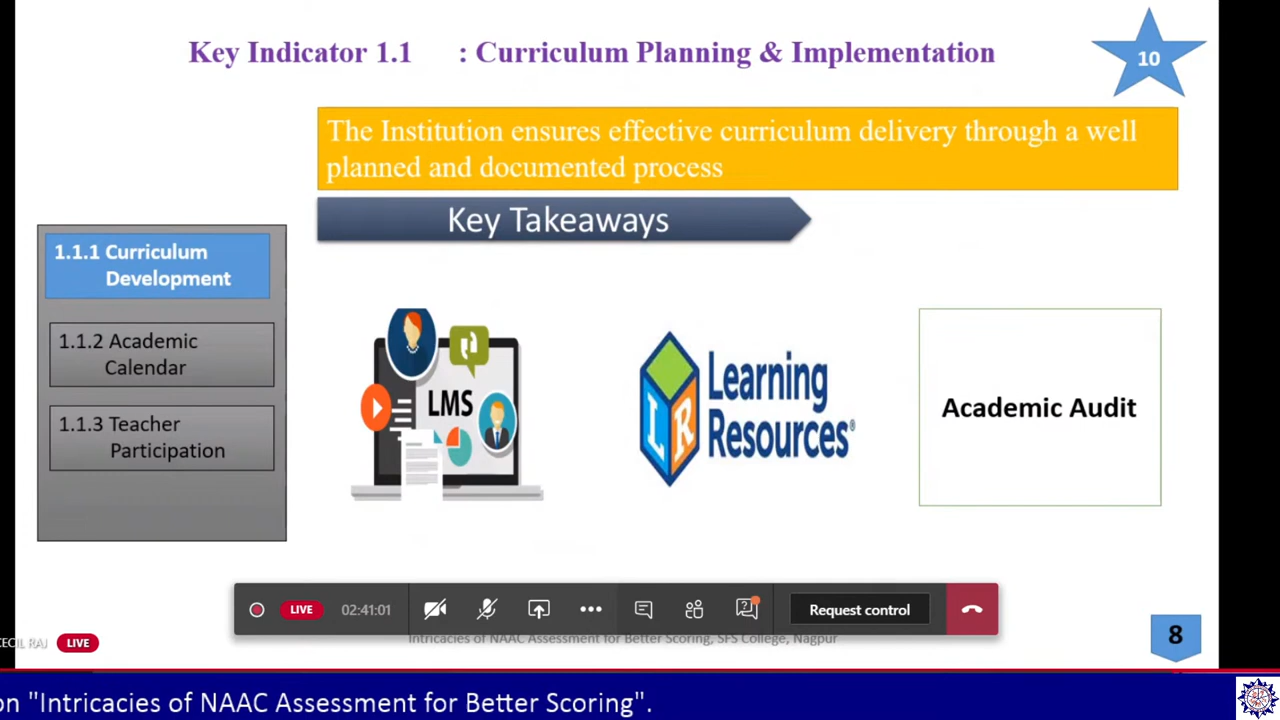 Key Indicator 1.1 : Curriculum Planning & Implementation
10
The Institution ensures effective curriculum delivery through a well
planned and documented process
Key Takeaways
1.1.1 Curriculum
Development
1.1.2 Academic
Calendar
1.1.3 Teacher
Participation
LMS
LR
Learning
Resources®
Academic Audit
LIVE
02:41:01
Request control
Intricacies of NAAC Assessment for Better Scoring, SFS College, Nagpur
8
CECIL RAJ
LIVE
on "Intricacies of NAAC Assessment for Better Scoring".